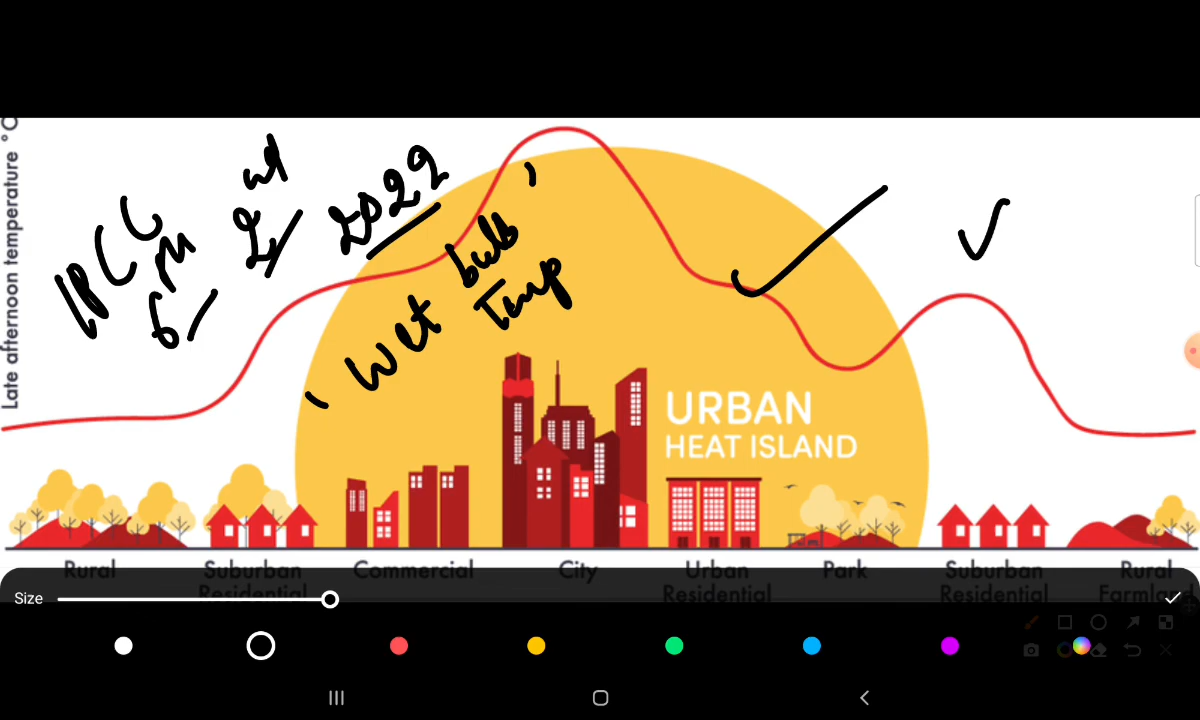 Late afternoon temperature °C
IPCC
6
2022
' Wet bulb '
Temp
URBAN
HEAT ISLAND
Rural
Suburban
Residential
Commercial
City
Urban
Residential
Park
Suburban
Residential
Rural
Farmland
Size